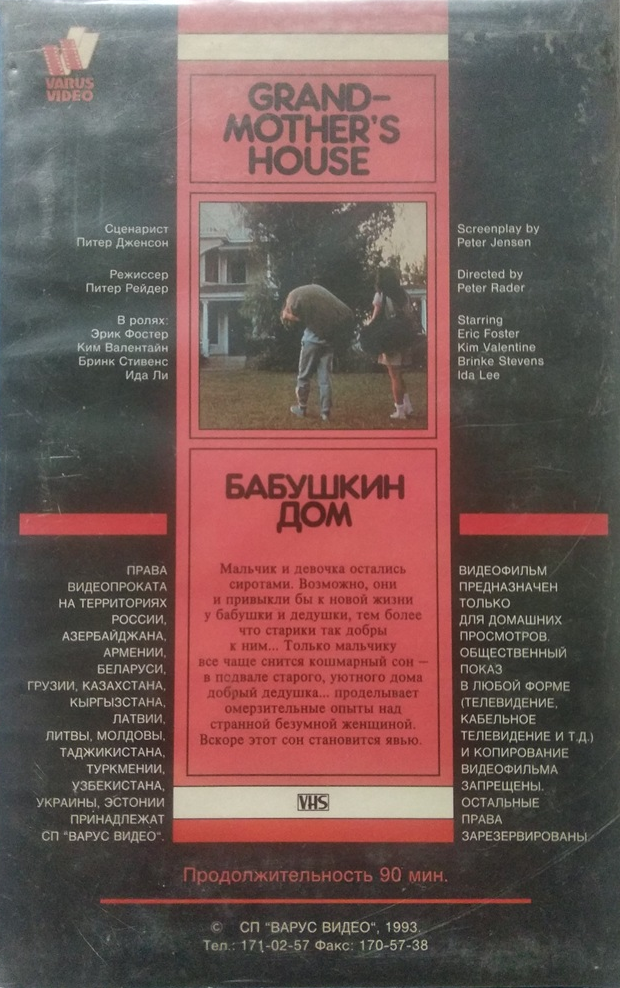 VARUS
VIDEO
GRAND-
MOTHER'S
HOUSE
Сценарист
Питер Дженсон
Режиссер
Питер Рейдер
В ролях:
Эрик Фостер
Ким Валентайн
Бринк Стивенс
Ида Ли
Screenplay by
Peter Jensen
Directed by
Peter Rader
Starring
Eric Foster
Kim Valentine
Brinke Stevens
Ida Lee
БАБУШКИН
ДОМ
Мальчик и девочка остались
сиротами. Возможно, они
и привыкли бы к новой жизни
у бабушки и дедушки, тем более
что старики так добры
к ним... Только мальчику
все чаще снится кошмарный сон —
в подвале старого, уютного дома
добрый дедушка... проделывает
омерзительные опыты над
странной безумной женщиной.
Вскоре этот сон становится явью.
ПРАВА
ВИДЕОПРОКАТА
НА ТЕРРИТОРИЯХ
РОССИИ,
АЗЕРБАЙДЖАНА,
АРМЕНИИ,
БЕЛАРУСИ,
ГРУЗИИ, КАЗАХСТАНА,
КЫРГЫЗСТАНА,
ЛАТВИИ,
ЛИТВЫ, МОЛДОВЫ,
ТАДЖИКИСТАНА,
ТУРКМЕНИИ,
УЗБЕКИСТАНА,
УКРАИНЫ, ЭСТОНИИ
ПРИНАДЛЕЖАТ
СП "ВАРУС ВИДЕО".
ВИДЕОФИЛЬМ
ПРЕДНАЗНАЧЕН
ТОЛЬКО
ДЛЯ ДОМАШНИХ
ПРОСМОТРОВ.
ОБЩЕСТВЕННЫЙ
ПОКАЗ
В ЛЮБОЙ ФОРМЕ
(ТЕЛЕВИДЕНИЕ,
КАБЕЛЬНОЕ
ТЕЛЕВИДЕНИЕ И Т.Д.)
И КОПИРОВАНИЕ
ВИДЕОФИЛЬМА
ЗАПРЕЩЕНЫ.
ОСТАЛЬНЫЕ
ПРАВА
ЗАРЕЗЕРВИРОВАНЫ
VHS
Продолжительность 90 мин.
© СП "ВАРУС ВИДЕО", 1993
Тел.: 171-02-57 Факс: 170-57-38